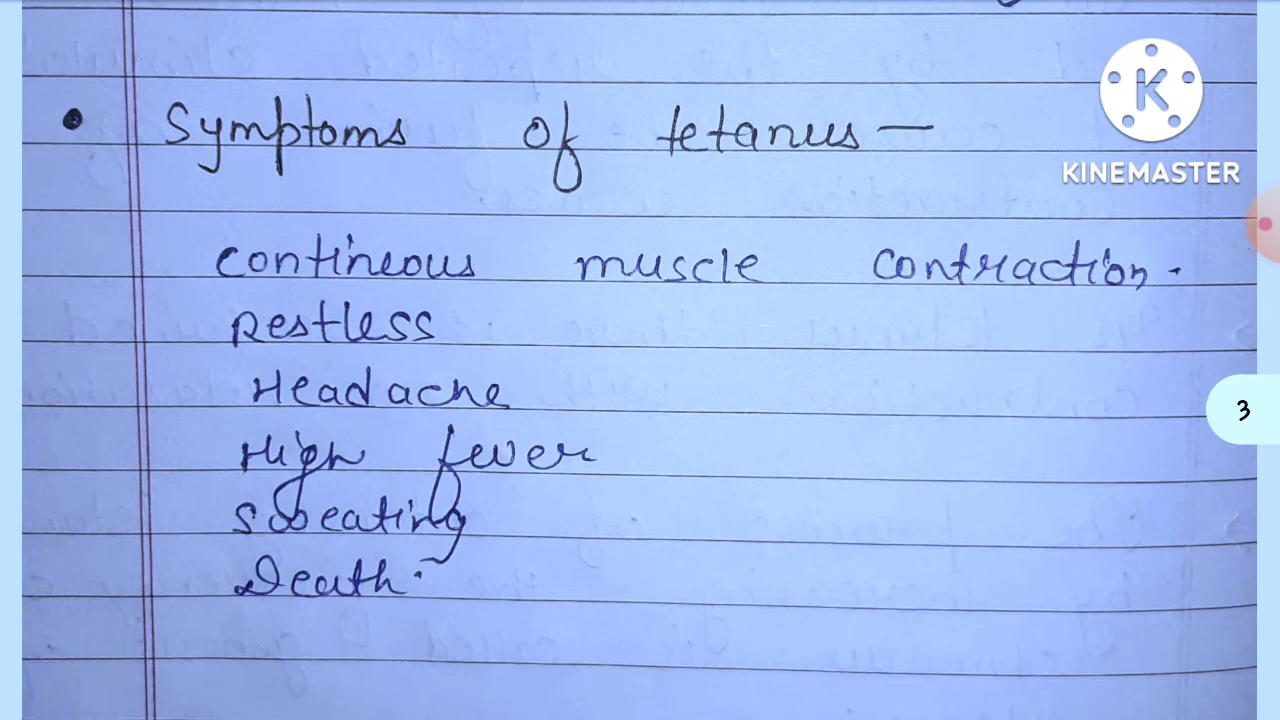 • Symptoms of tetanus —
KINEMASTER
contineous muscle contraction.
Restless
Headache
High fever
Sweating
Death.
3